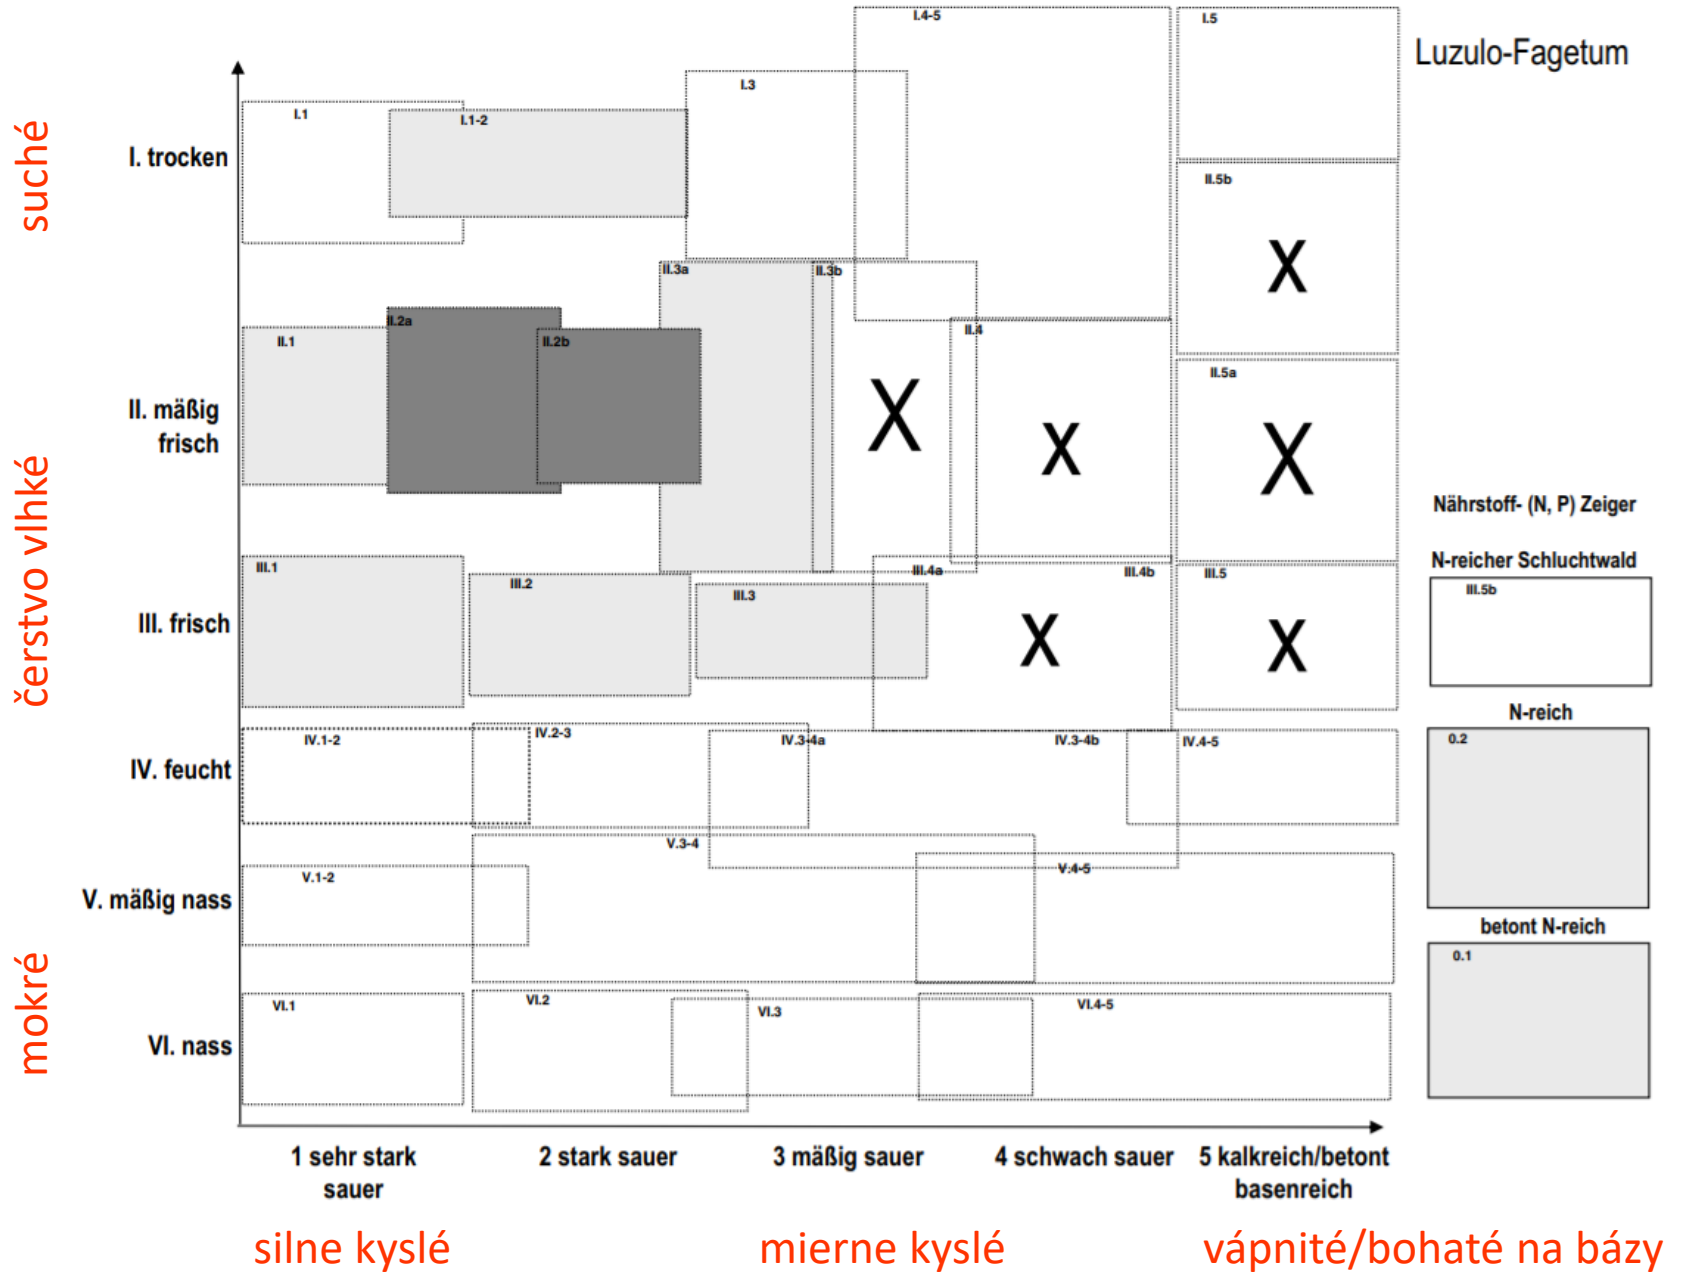 I.4-5
I.5
Luzulo-Fagetum
I.3
I.1
I.1-2
suché
I. trocken
II.5b
X
II.3a
II.3b
II.2a
II.4
II.1
II.2b
II.5a
II. mäßig
frisch
X
X
X
čerstvo vlhké
Nährstoff- (N, P) Zeiger
N-reicher Schluchtwald
III.5b
III.1
III.2
III.3
III.4a
III.4b
III.5
III. frisch
X
X
N-reich
0.2
IV.1-2
IV.2-3
IV.3-4a
IV.3-4b
IV.4-5
IV. feucht
V.3-4
V.1-2
V.4-5
V. mäßig nass
betont N-reich
0.1
mokré
VI.1
VI.2
VI.3
VI.4-5
VI. nass
1 sehr stark
sauer
2 stark sauer
3 mäßig sauer
4 schwach sauer
5 kalkreich/betont
basenreich
silne kyslé
mierne kyslé
vápnité/bohaté na bázy